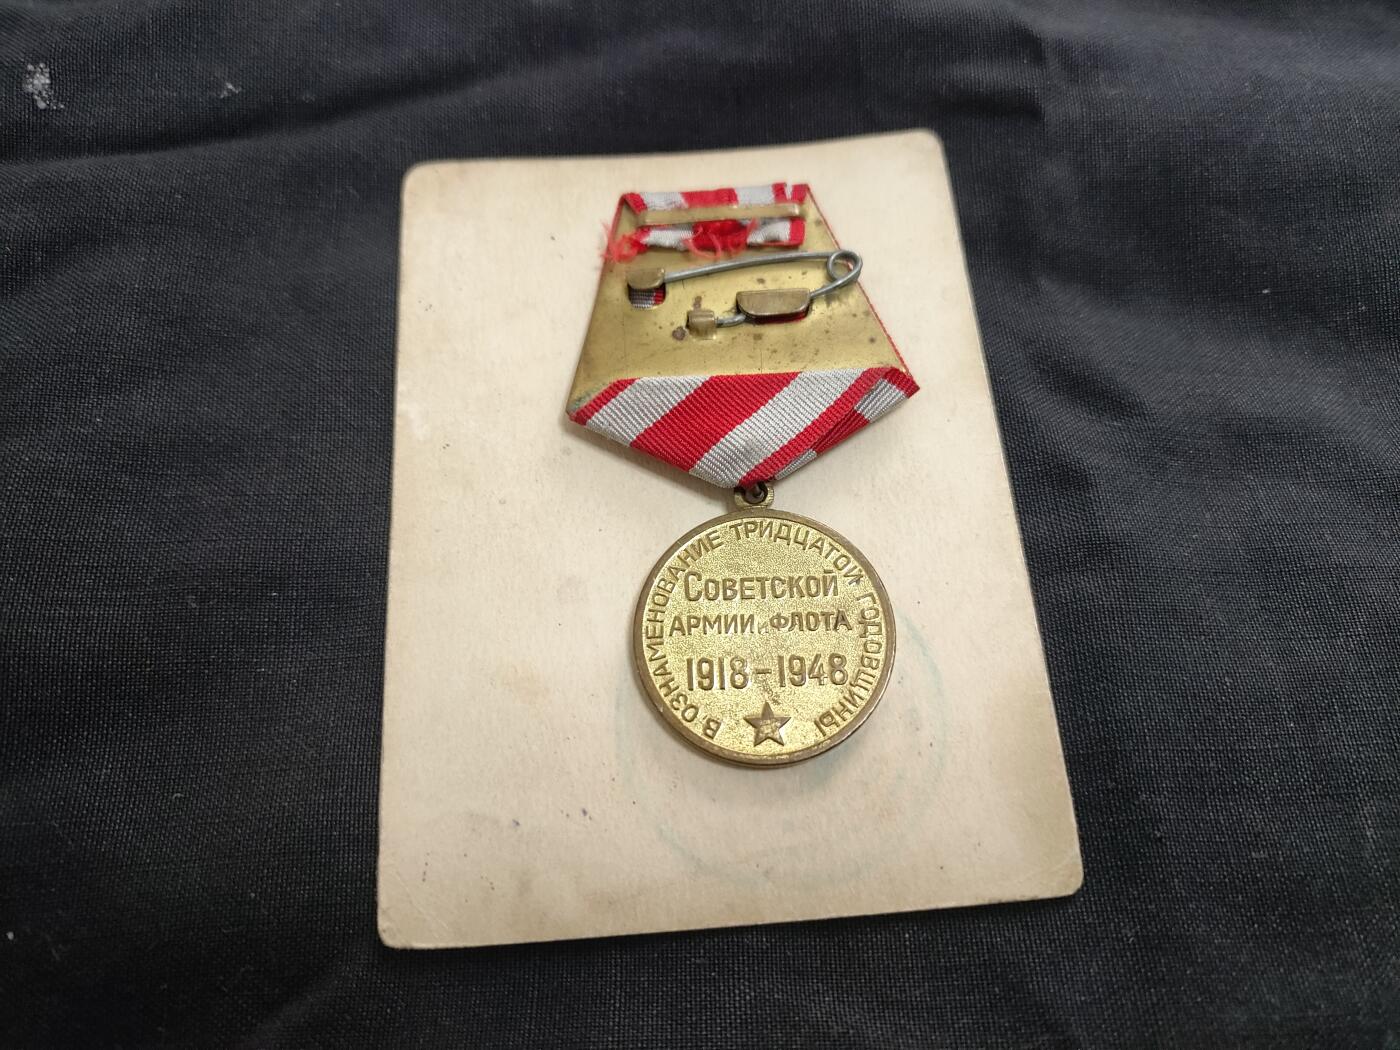 В ОЗНАМЕНОВАНИЕ ТРИДЦАТОЙ ГОДОВЩИНЫ
СОВЕТСКОЙ
АРМИИ и ФЛОТА
1918-1948